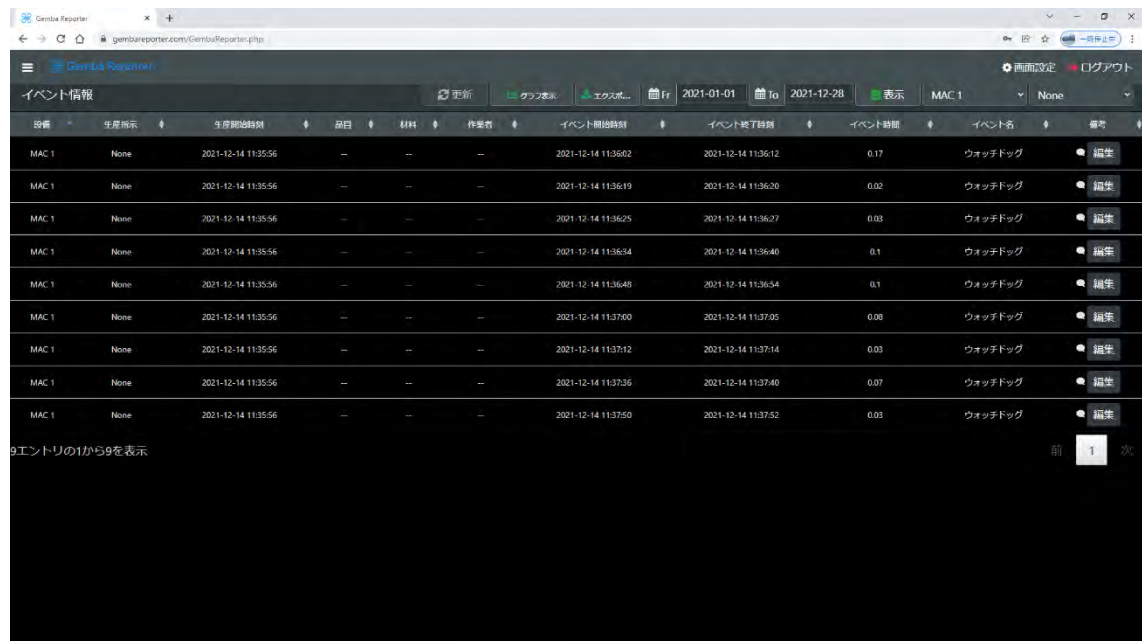 Gemba Reporter
gembareporter.com/GembaReporter.php
一時停止中
Gemba Reporter
画面設定 ログアウト
イベント情報 更新 グラフ表示 エクスポ... Fr 2021-01-01 To 2021-12-28 表示 MAC 1 None
設備 生産指示 生産開始時刻 品目 材料 作業者 イベント開始時刻 イベント終了時刻 イベント時間 イベント名 備考
MAC 1 None 2021-12-14 11:35:56 -- -- -- 2021-12-14 11:36:02 2021-12-14 11:36:12 0.17 ウォッチドッグ 編集
MAC 1 None 2021-12-14 11:35:56 -- -- -- 2021-12-14 11:36:19 2021-12-14 11:36:20 0.02 ウォッチドッグ 編集
MAC 1 None 2021-12-14 11:35:56 -- -- -- 2021-12-14 11:36:25 2021-12-14 11:36:27 0.03 ウォッチドッグ 編集
MAC 1 None 2021-12-14 11:35:56 -- -- -- 2021-12-14 11:36:34 2021-12-14 11:36:40 0.1 ウォッチドッグ 編集
MAC 1 None 2021-12-14 11:35:56 -- -- -- 2021-12-14 11:36:48 2021-12-14 11:36:54 0.1 ウォッチドッグ 編集
MAC 1 None 2021-12-14 11:35:56 -- -- -- 2021-12-14 11:37:00 2021-12-14 11:37:05 0.08 ウォッチドッグ 編集
MAC 1 None 2021-12-14 11:35:56 -- -- -- 2021-12-14 11:37:12 2021-12-14 11:37:14 0.03 ウォッチドッグ 編集
MAC 1 None 2021-12-14 11:35:56 -- -- -- 2021-12-14 11:37:36 2021-12-14 11:37:40 0.07 ウォッチドッグ 編集
MAC 1 None 2021-12-14 11:35:56 -- -- -- 2021-12-14 11:37:50 2021-12-14 11:37:52 0.03 ウォッチドッグ 編集
9エントリの1から9を表示 前 1 次